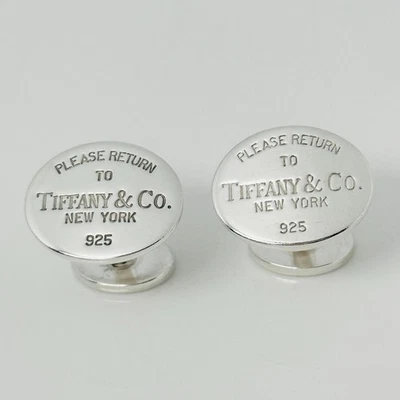 PLEASE RETURN
TO
TIFFANY & CO.
NEW YORK
925
PLEASE RETURN
TO
TIFFANY & CO.
NEW YORK
925